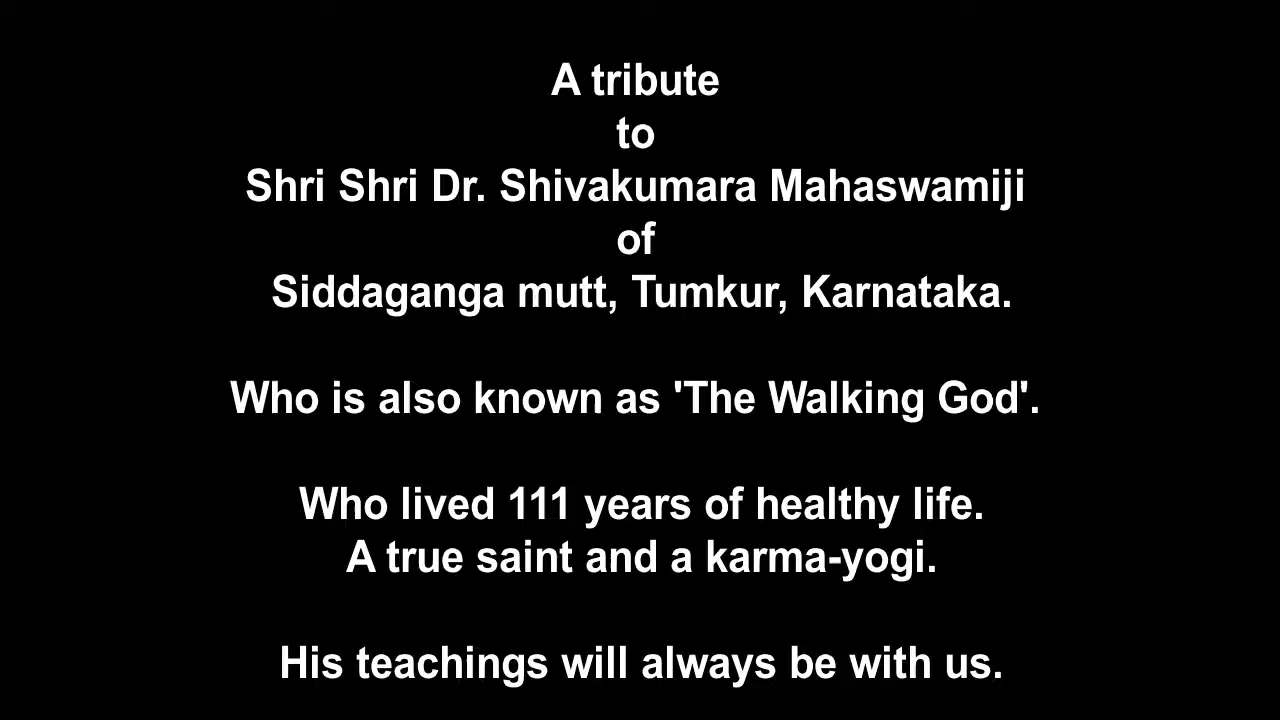 A tribute
to
Shri Shri Dr. Shivakumara Mahaswamiji
of
Siddaganga mutt, Tumkur, Karnataka.
Who is also known as 'The Walking God'.
Who lived 111 years of healthy life.
A true saint and a karma-yogi.
His teachings will always be with us.